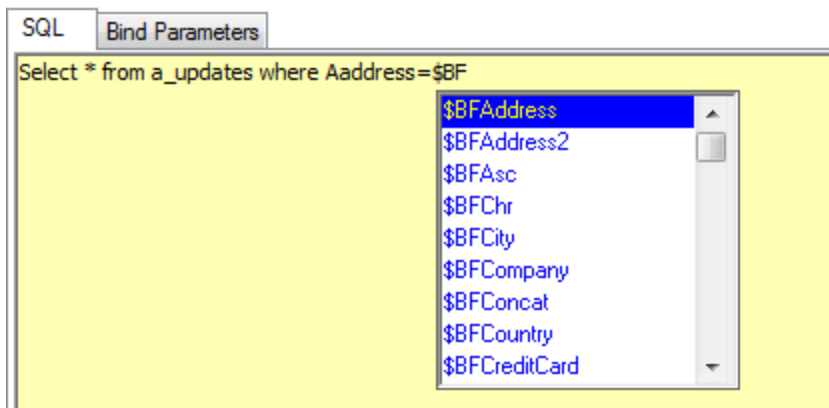 SQL
Bind Parameters
Select * from a_updates where Aaddress=$BF
$BFAddress
$BFAddress2
$BFAsc
$BFChr
$BFCity
$BFCompany
$BFConcat
$BFCountry
$BFCreditCard